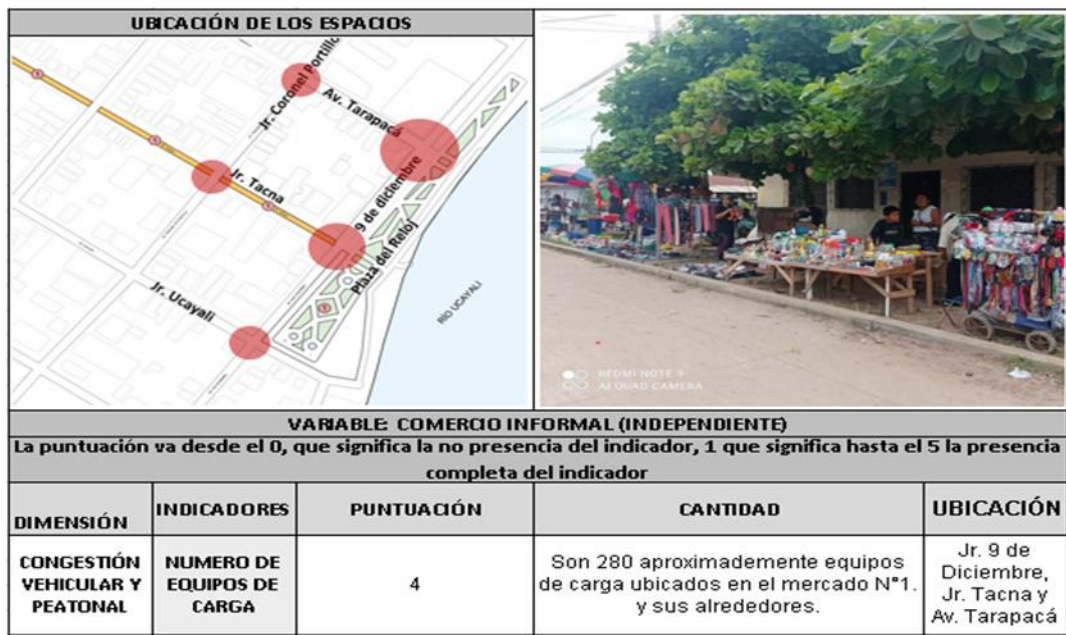 UBICACIÓN DE LOS ESPACIOS
Jr. Coronel Portillo
Av. Tarapacá
Jr. Tacna
9 de diciembre
Plaza del Reloj
Jr. Ucayali
RÍO UCAYALI
REDMI NOTE 9
AI QUAD CAMERA
VARIABLE: COMERCIO INFORMAL (INDEPENDIENTE)
La puntuación va desde el 0, que significa la no presencia del indicador, 1 que significa hasta el 5 la presencia
completa del indicador
DIMENSIÓN
INDICADORES
PUNTUACIÓN
CANTIDAD
UBICACIÓN
CONGESTIÓN
VEHICULAR Y
PEATONAL
NUMERO DE
EQUIPOS DE
CARGA
4
Son 280 aproximademente equipos
de carga ubicados en el mercado N°1.
y sus alrededores.
Jr. 9 de
Diciembre,
Jr. Tacna y
Av. Tarapacá